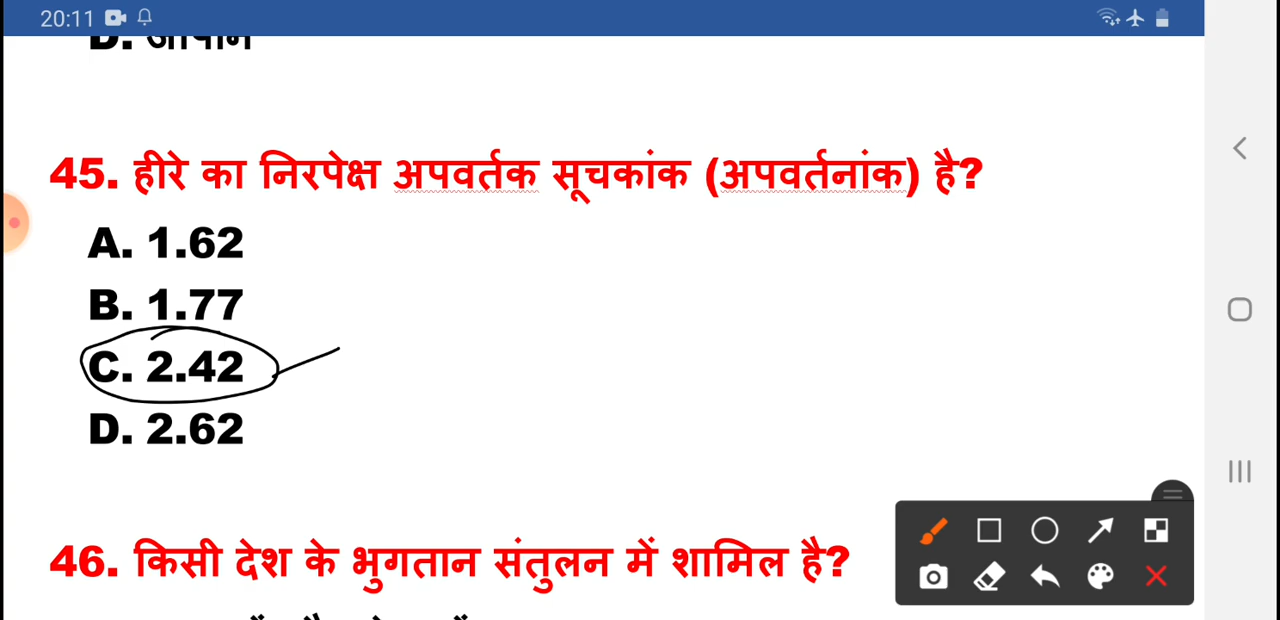 20:11
45. हीरे का निरपेक्ष अपवर्तक सूचकांक (अपवर्तनांक) है?
A. 1.62
B. 1.77
C. 2.42
D. 2.62
46. किसी देश के भुगतान संतुलन में शामिल है?